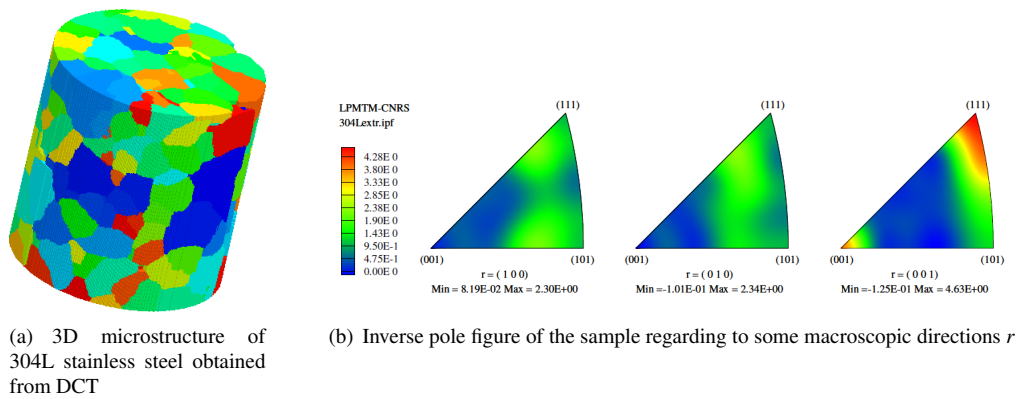 LPMTM-CNRS
304Lextr.ipf
4.28E 0
3.80E 0
3.33E 0
2.85E 0
2.38E 0
1.90E 0
1.43E 0
9.50E-1
4.75E-1
0.00E 0
(111)
(001)
(101)
r = ( 1 0 0)
Min = 8.19E-02 Max = 2.30E+00
(111)
(001)
(101)
r = ( 0 1 0)
Min =-1.01E-01 Max = 2.34E+00
(111)
(001)
(101)
r = ( 0 0 1)
Min =-1.25E-01 Max = 4.63E+00
(a) 3D microstructure of
304L stainless steel obtained
from DCT
(b) Inverse pole figure of the sample regarding to some macroscopic directions r